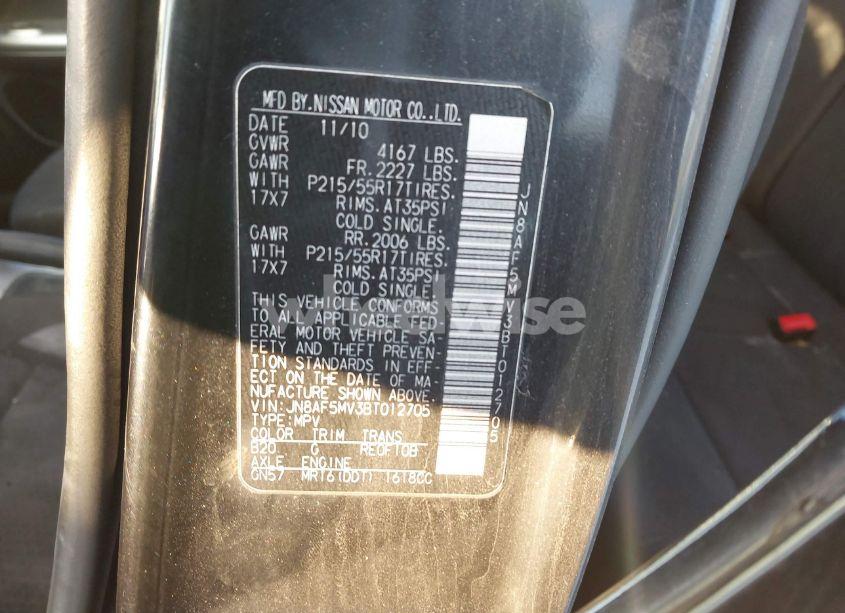 MFD BY.NISSAN MOTOR CO.,LTD.
DATE 11/10
GVWR 4167 LBS.
GAWR FR.2227 LBS.
WITH P215/55R17TIRES.
17X7 RIMS.AT35PSI
COLD SINGLE.
GAWR RR.2006 LBS.
WITH P215/55R17TIRES.
17X7 RIMS.AT35PSI
COLD SINGLE.
THIS VEHICLE CONFORMS
TO ALL APPLICABLE FED
ERAL MOTOR VEHICLE SA-
FETY AND THEFT PREVEN-
TION STANDARDS IN EFF-
ECT ON THE DATE OF MA-
NUFACTURE SHOWN ABOVE.
VIN:JN8AF5MV3BT012705
TYPE:MPV
COLOR TRIM TRANS
B20 G RE0F10B
AXLE ENGINE
GN57 MR16(DDT) 1618CC
JN8AF5MV3BT012705